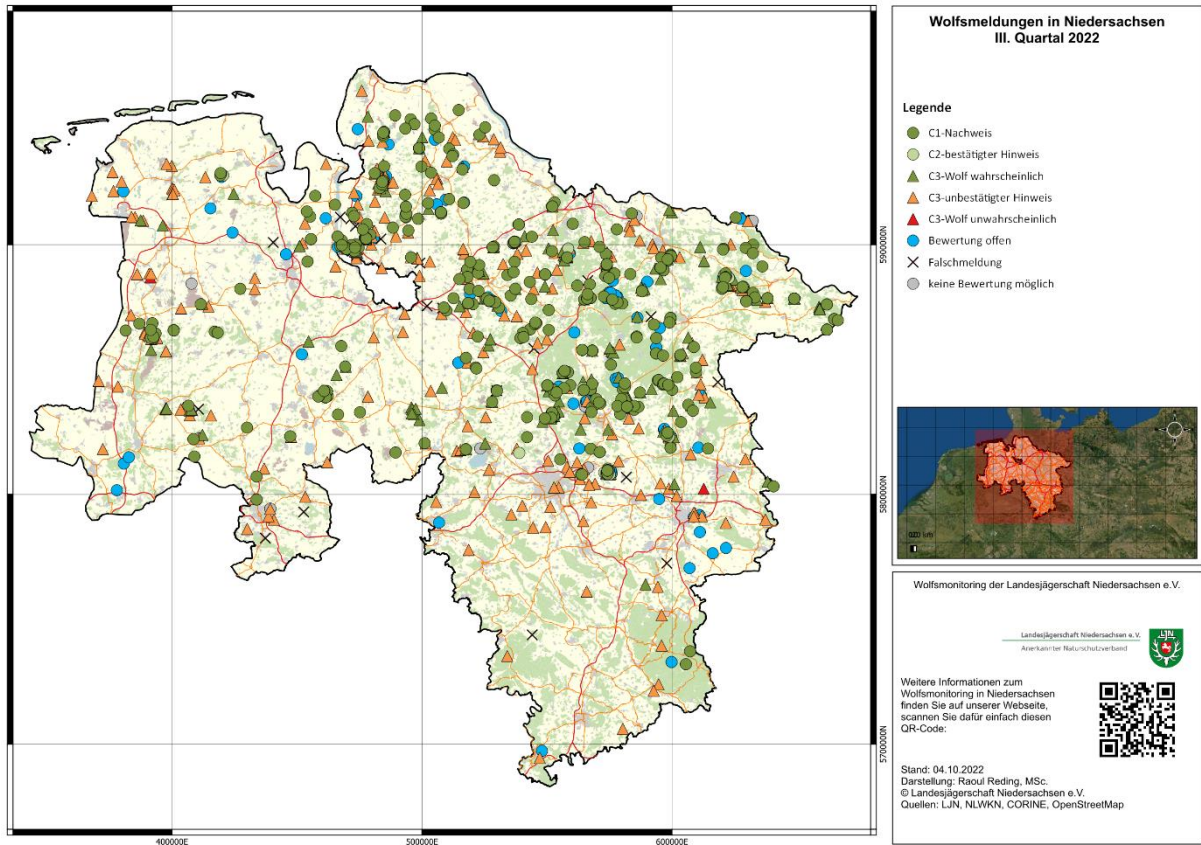 Wolfsmeldungen in Niedersachsen
III. Quartal 2022
Legende
C1-Nachweis
C2-bestätigter Hinweis
C3-Wolf wahrscheinlich
C3-unbestätigter Hinweis
C3-Wolf unwahrscheinlich
Bewertung offen
Falschmeldung
keine Bewertung möglich
5900000N
5800000N
5700000N
400000E
500000E
600000E
Wolfsmonitoring der Landesjägerschaft Niedersachsen e.V.
Landesjägerschaft Niedersachsen e. V.
Anerkannter Naturschutzverband
LJN
Weitere Informationen zum
Wolfsmonitoring in Niedersachsen
finden Sie auf unserer Webseite,
scannen Sie dafür einfach diesen
QR-Code:
Stand: 04.10.2022
Darstellung: Raoul Reding, MSc.
© Landesjägerschaft Niedersachsen e.V.
Quellen: LJN, NLWKN, CORINE, OpenStreetMap